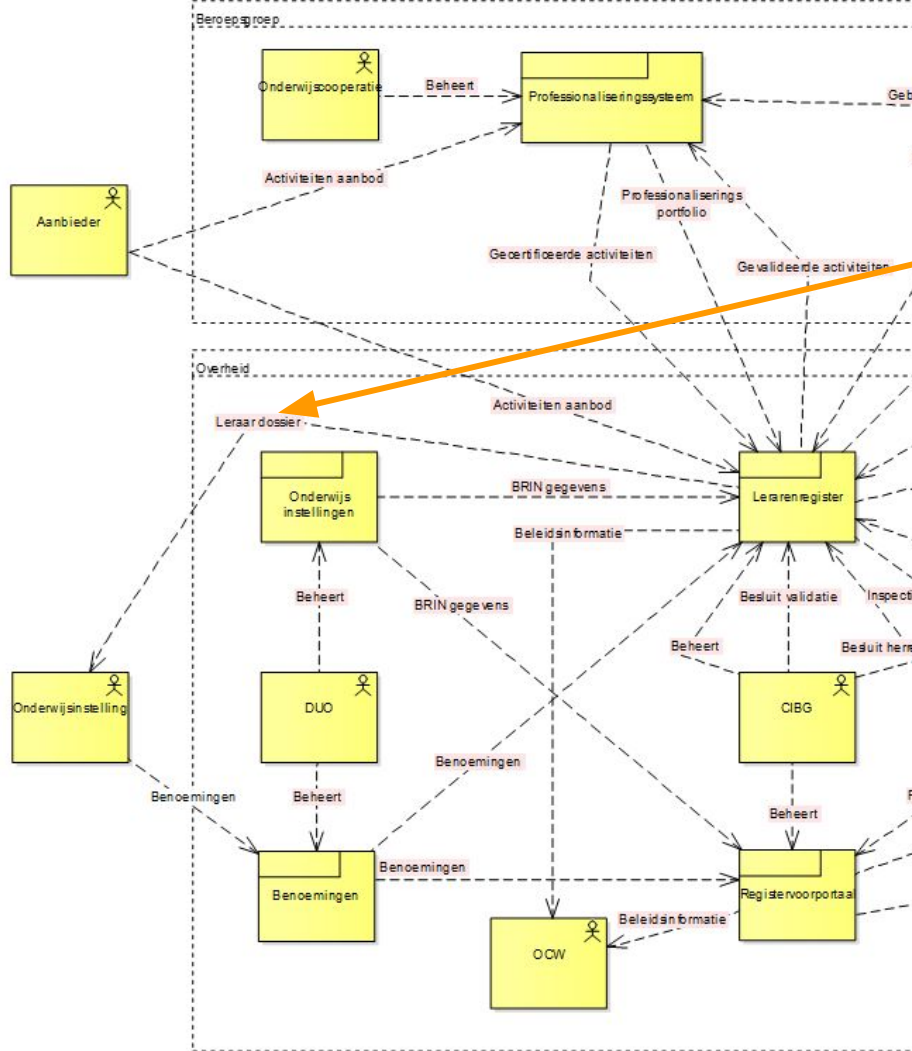 Beroepsgroep
Onderwijscooperatie
Beheert
Professionaliseringssysteem
Geb
Activiteiten aanbod
Aanbieder
Professionaliserings
portfolio
Gecertificeerde activiteiten
Gevalideerde activiteiten
Overheid
Activiteiten aanbod
Leraar dossier
Onderwijs
instellingen
BRIN gegevens
Lerarenregister
Beleidsinformatie
Beheert
BRIN gegevens
Besluit validatie
Inspecti
Beheert
Besluit herre
Onderwijsinstelling
DUO
CIBG
Benoemingen
Benoemingen
Beheert
Beheert
Benoemingen
Benoemingen
Registervoorportaal
Beleidsinformatie
OCW